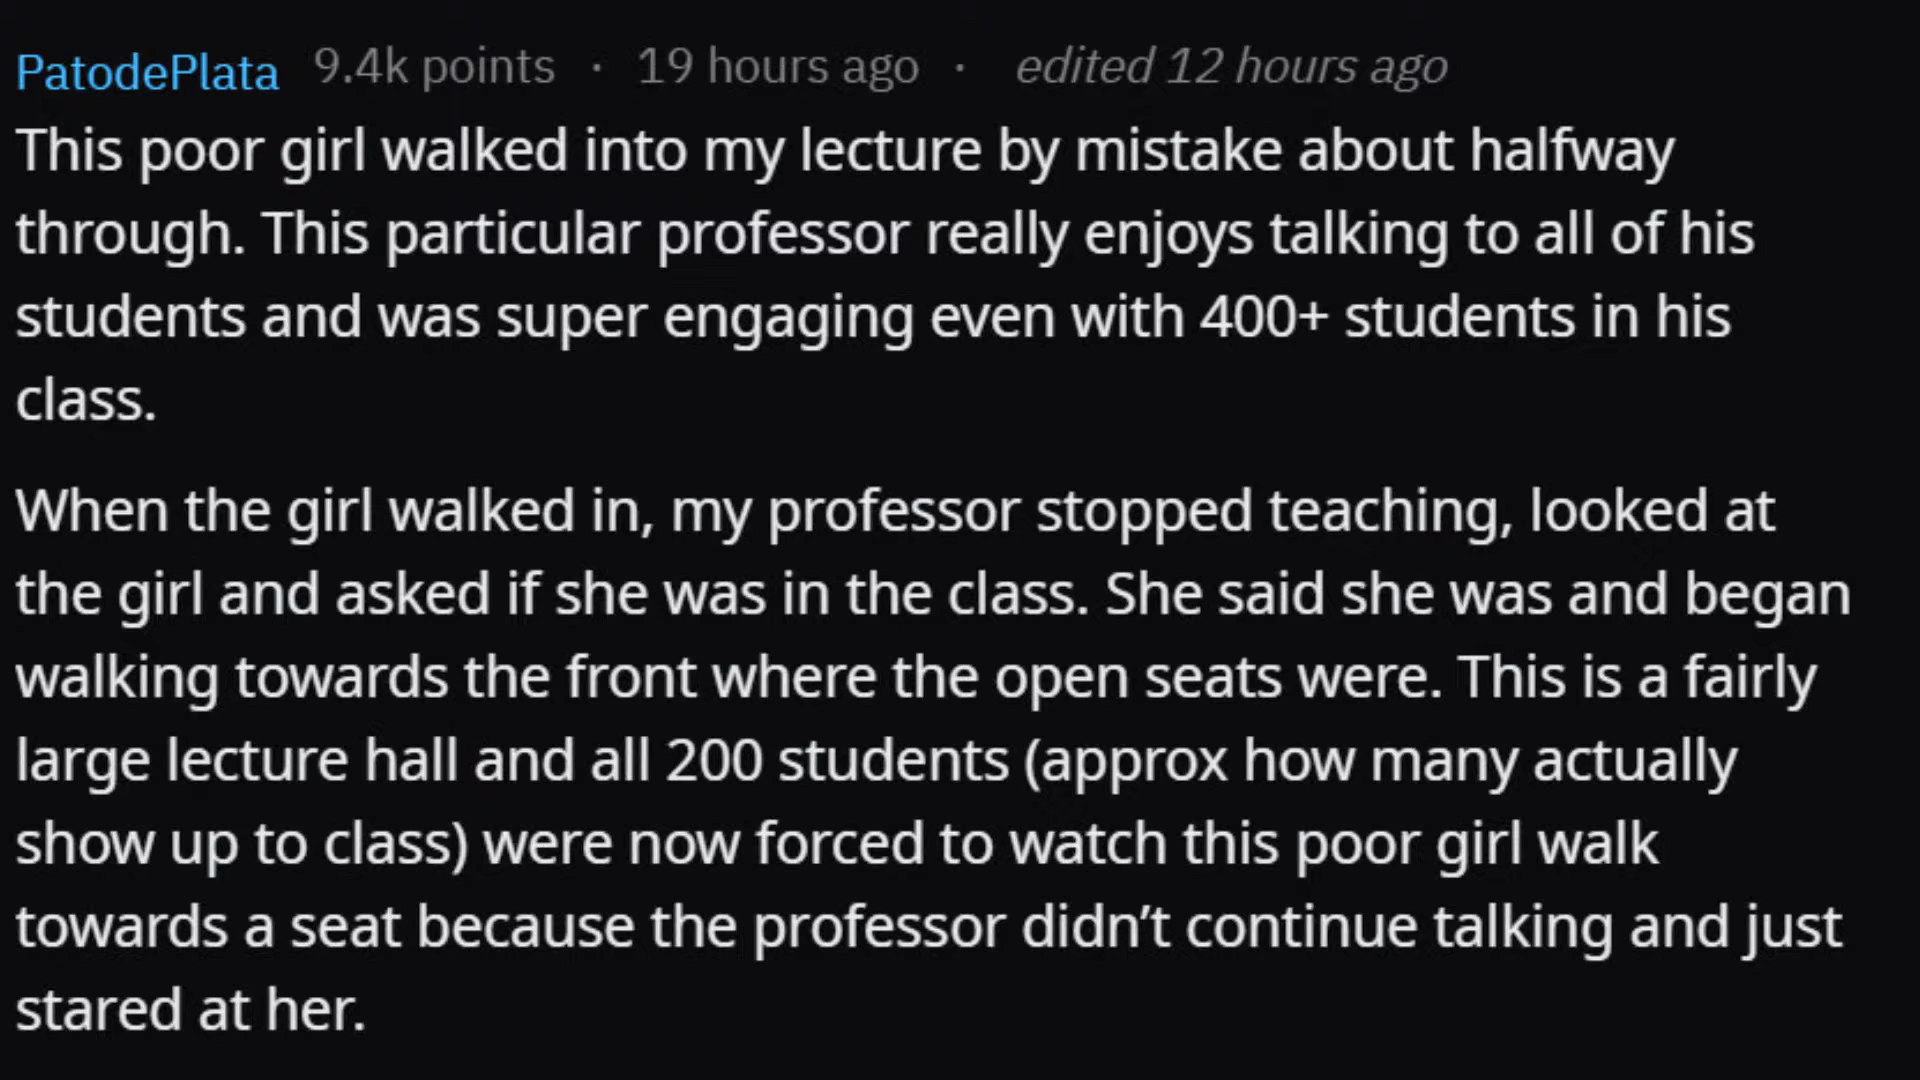 PatodePlata 9.4k points · 19 hours ago · edited 12 hours ago
This poor girl walked into my lecture by mistake about halfway
through. This particular professor really enjoys talking to all of his
students and was super engaging even with 400+ students in his
class.
When the girl walked in, my professor stopped teaching, looked at
the girl and asked if she was in the class. She said she was and began
walking towards the front where the open seats were. This is a fairly
large lecture hall and all 200 students (approx how many actually
show up to class) were now forced to watch this poor girl walk
towards a seat because the professor didn’t continue talking and just
stared at her.